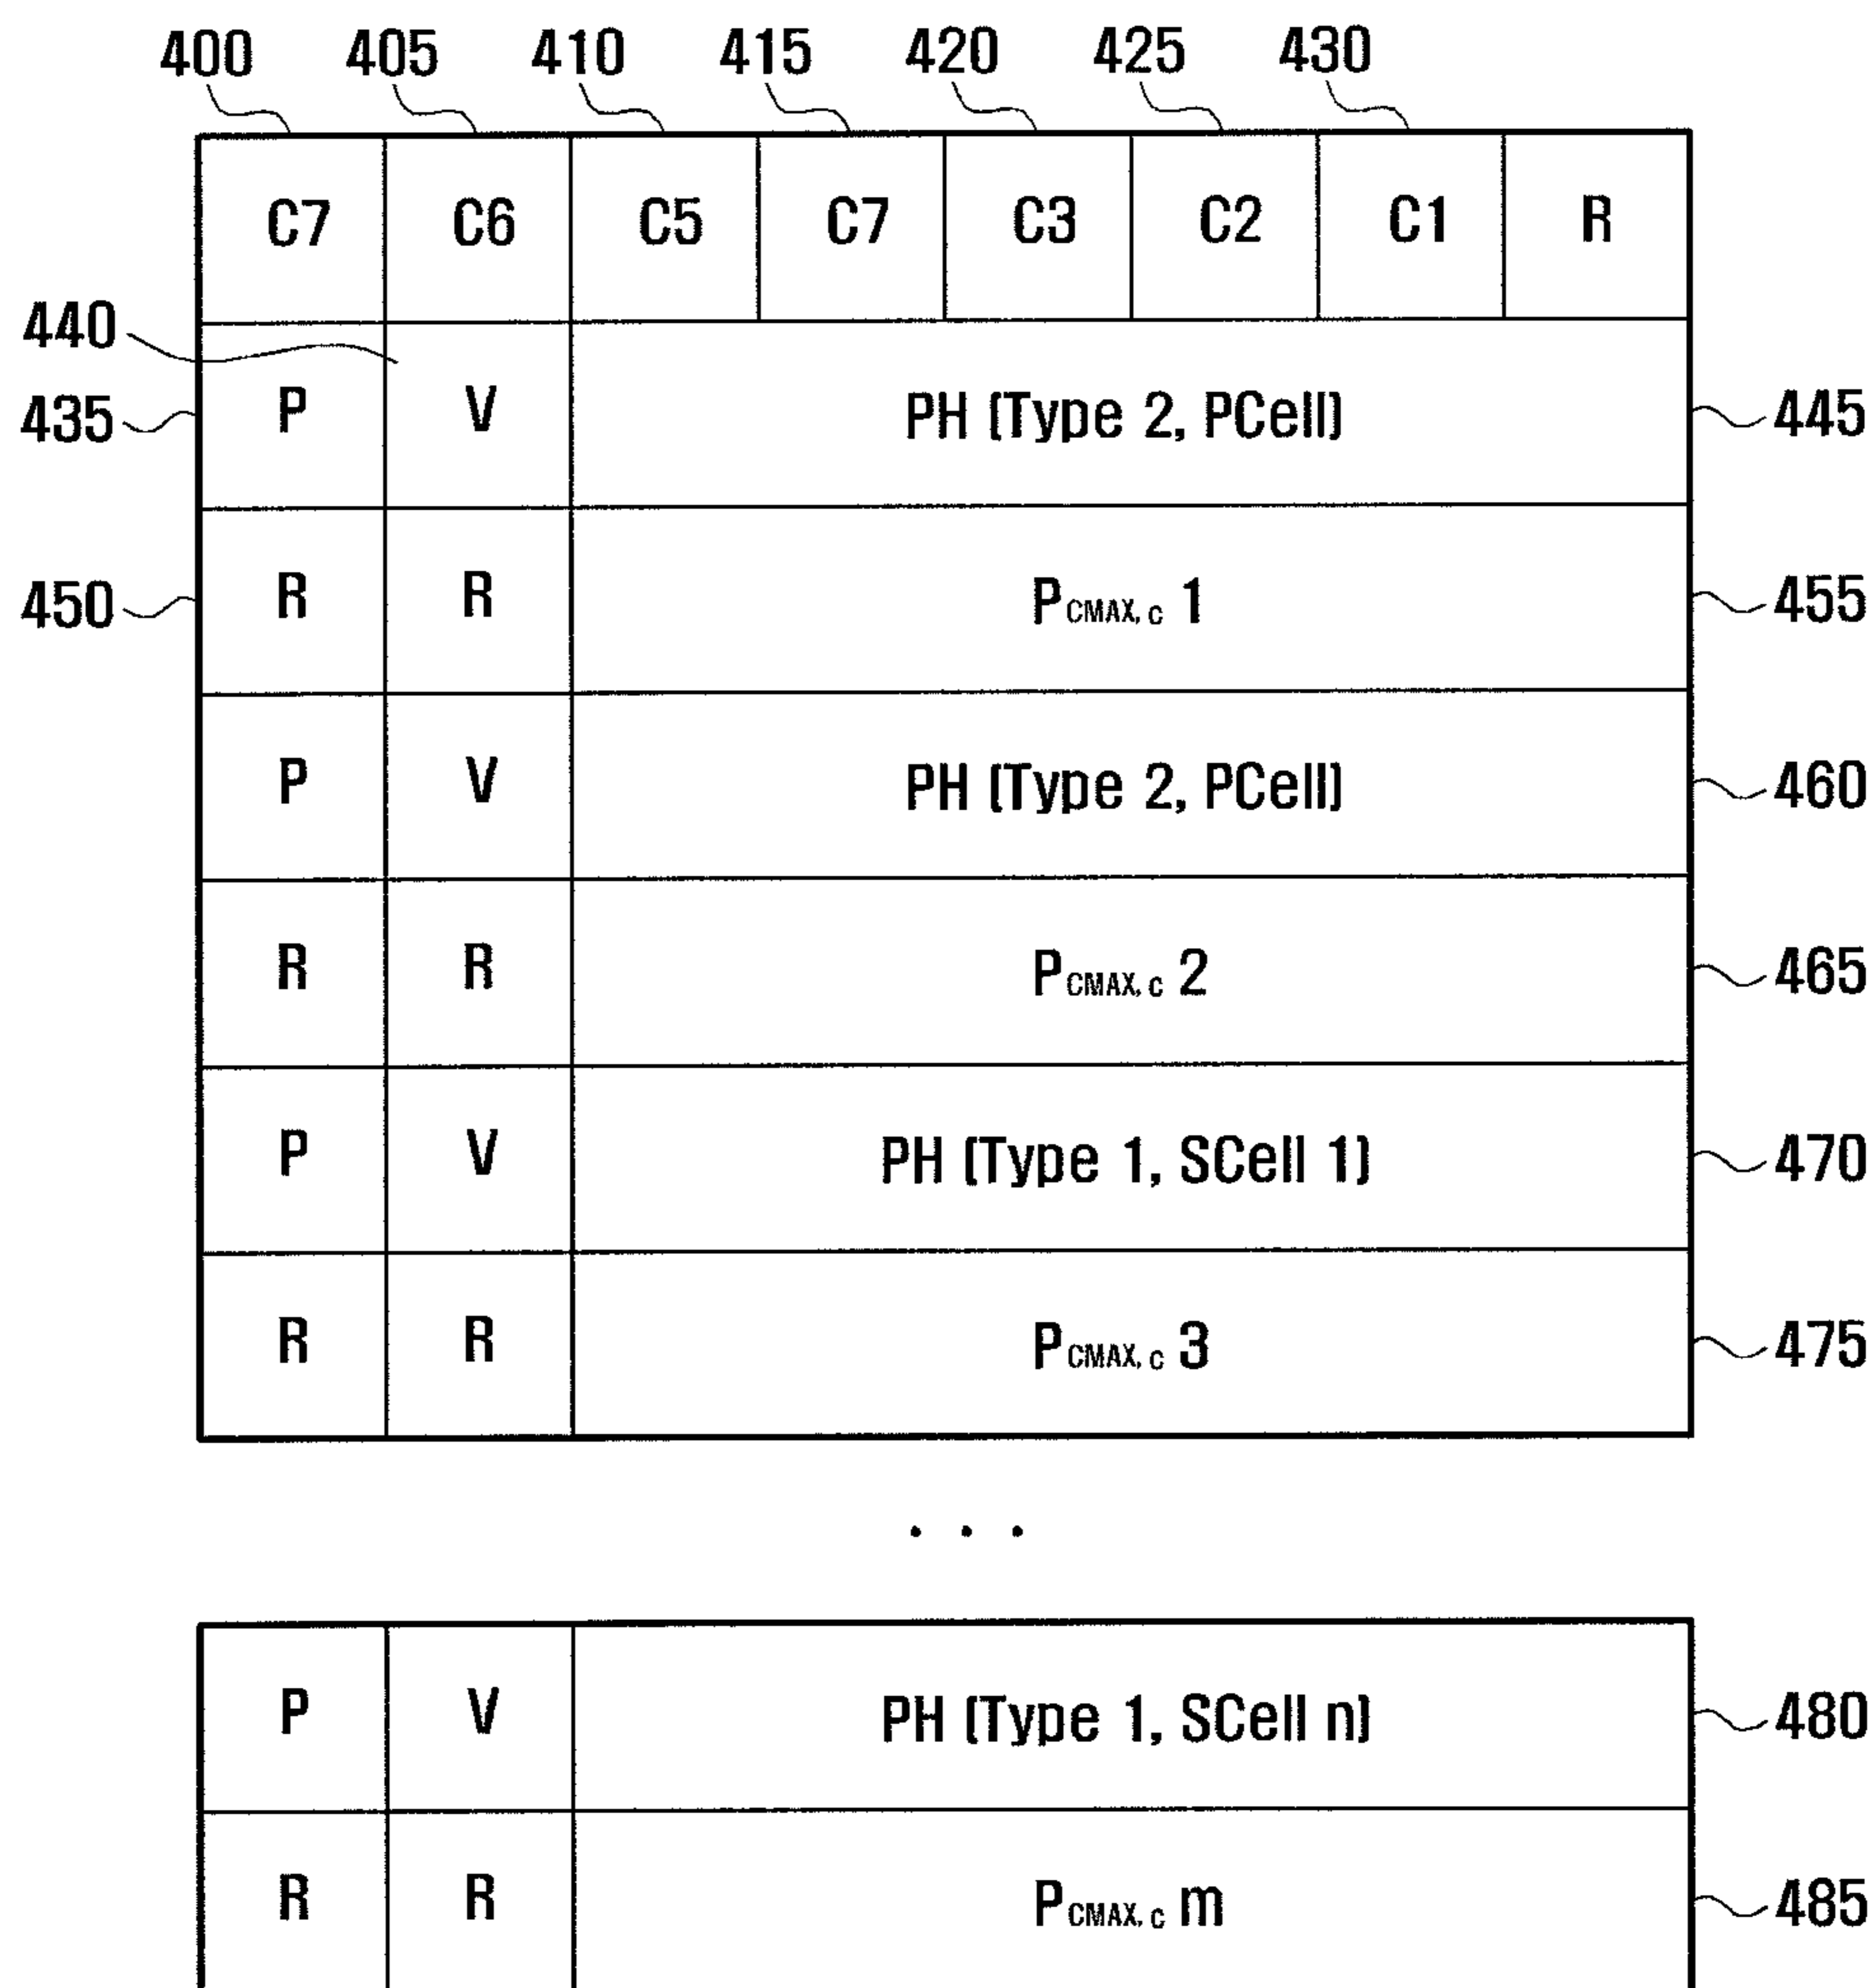 400 405 410 415 420 425 430
C7 C6 C5 C7 C3 C2 C1 R
440
435 P V PH (Type 2, PCell) 445
450 R R PCMAX, c 1 455
P V PH (Type 2, PCell) 460
R R PCMAX, c 2 465
P V PH (Type 1, SCell 1) 470
R R PCMAX, c 3 475
. . .
P V PH (Type 1, SCell n) 480
R R PCMAX, c m 485